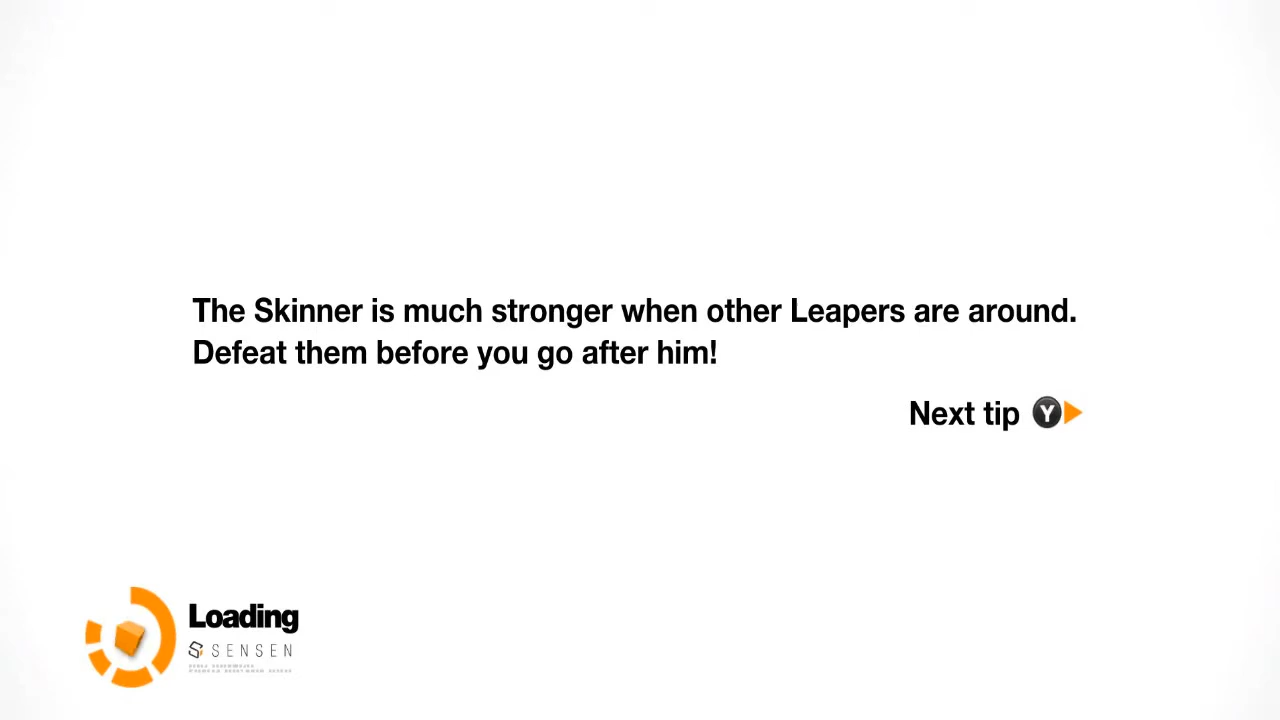 The Skinner is much stronger when other Leapers are around.
Defeat them before you go after him!
Next tip Y
Loading
SENSEN